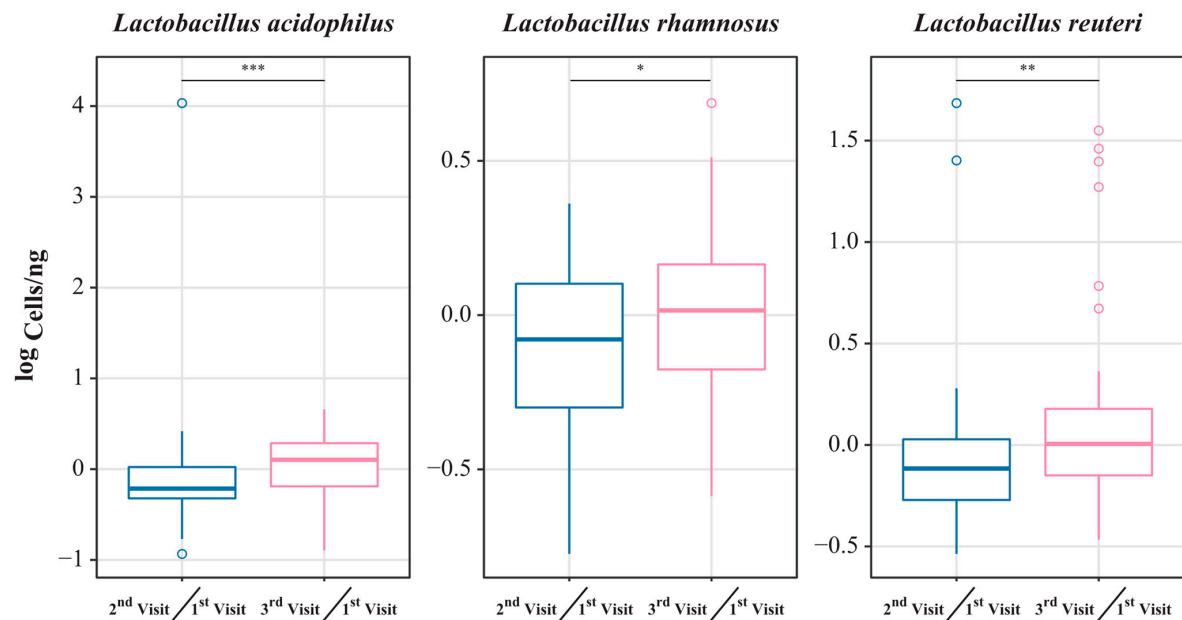 Lactobacillus acidophilus
Lactobacillus rhamnosus
Lactobacillus reuteri
***
*
**
log Cells/ng
4
3
2
1
0
−1
0.5
0.0
−0.5
1.5
1.0
0.5
0.0
−0.5
2nd Visit / 1st Visit
3rd Visit / 1st Visit
2nd Visit / 1st Visit
3rd Visit / 1st Visit
2nd Visit / 1st Visit
3rd Visit / 1st Visit